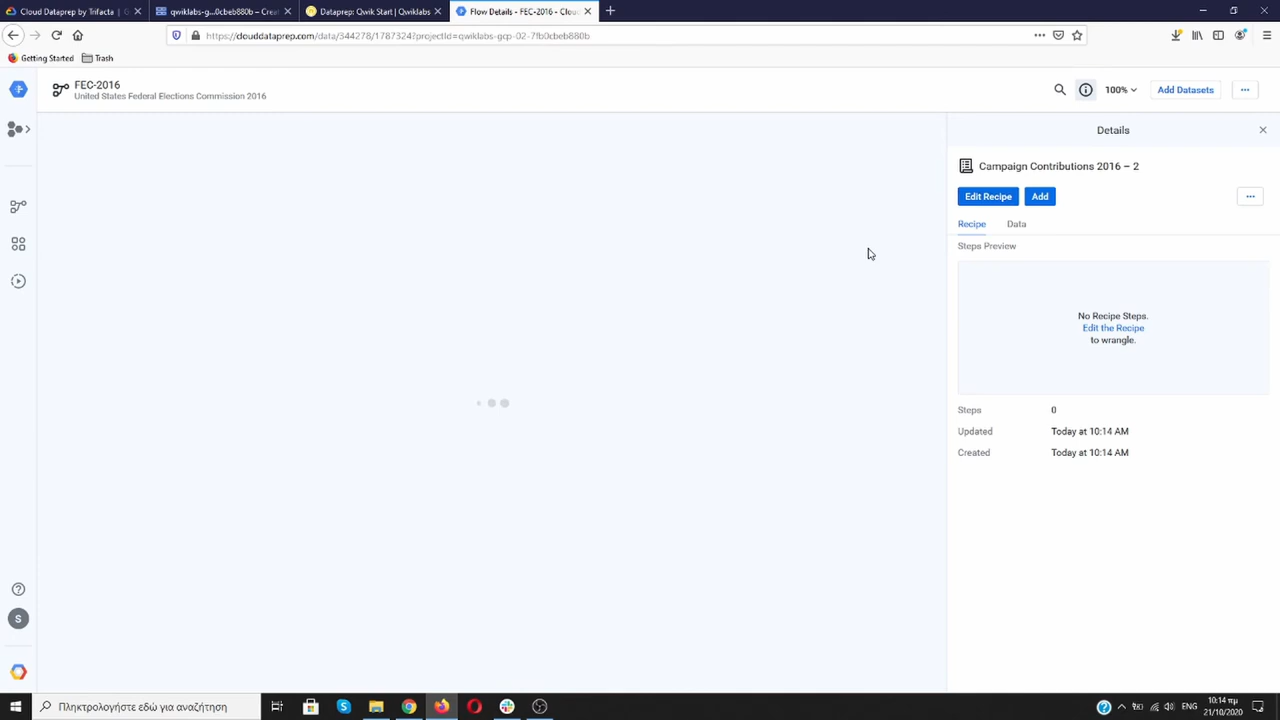 Cloud Dataprep by Trifacta | C
qwiklabs-g...0cbeb880b – Crea
Dataprep: Qwik Start | Qwiklabs
Flow Details - FEC-2016 - Clou
https://clouddataprep.com/data/344278/1787324?projectId=qwiklabs-gcp-02-7fb0cbeb880b
Getting Started
Trash
FEC-2016
United States Federal Elections Commission 2016
100%
Add Datasets
Details
Campaign Contributions 2016 – 2
Edit Recipe
Add
Recipe
Data
Steps Preview
No Recipe Steps.
Edit the Recipe
to wrangle.
Steps
0
Updated
Today at 10:14 AM
Created
Today at 10:14 AM
S
Πληκτρολογήστε εδώ για αναζήτηση
ENG
10:14 πμ
21/10/2020